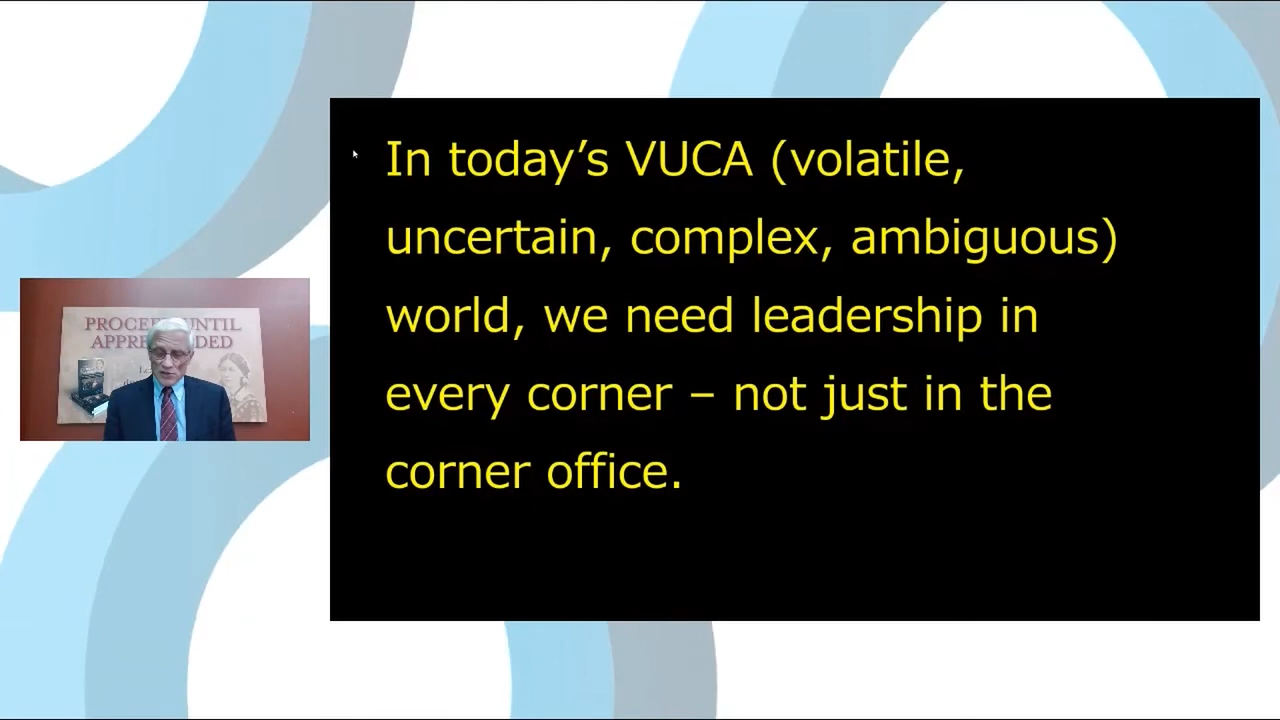 In today’s VUCA (volatile,
uncertain, complex, ambiguous)
world, we need leadership in
every corner – not just in the
corner office.
PROCEED UNTIL
APPREHENDED